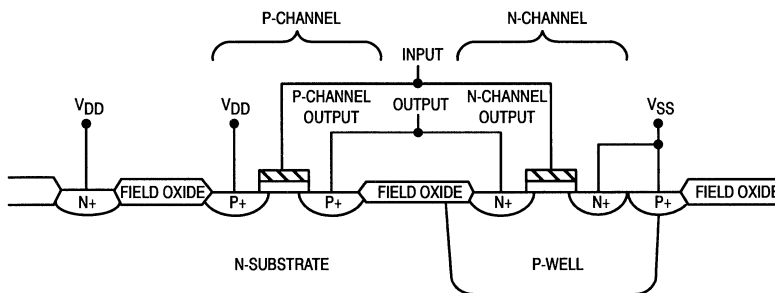 P-CHANNEL
N-CHANNEL
INPUT
P-CHANNEL
OUTPUT
OUTPUT
N-CHANNEL
OUTPUT
VDD
VDD
VSS
FIELD OXIDE
FIELD OXIDE
FIELD OXIDE
N+
P+
P+
N+
N+
P+
N-SUBSTRATE
P-WELL